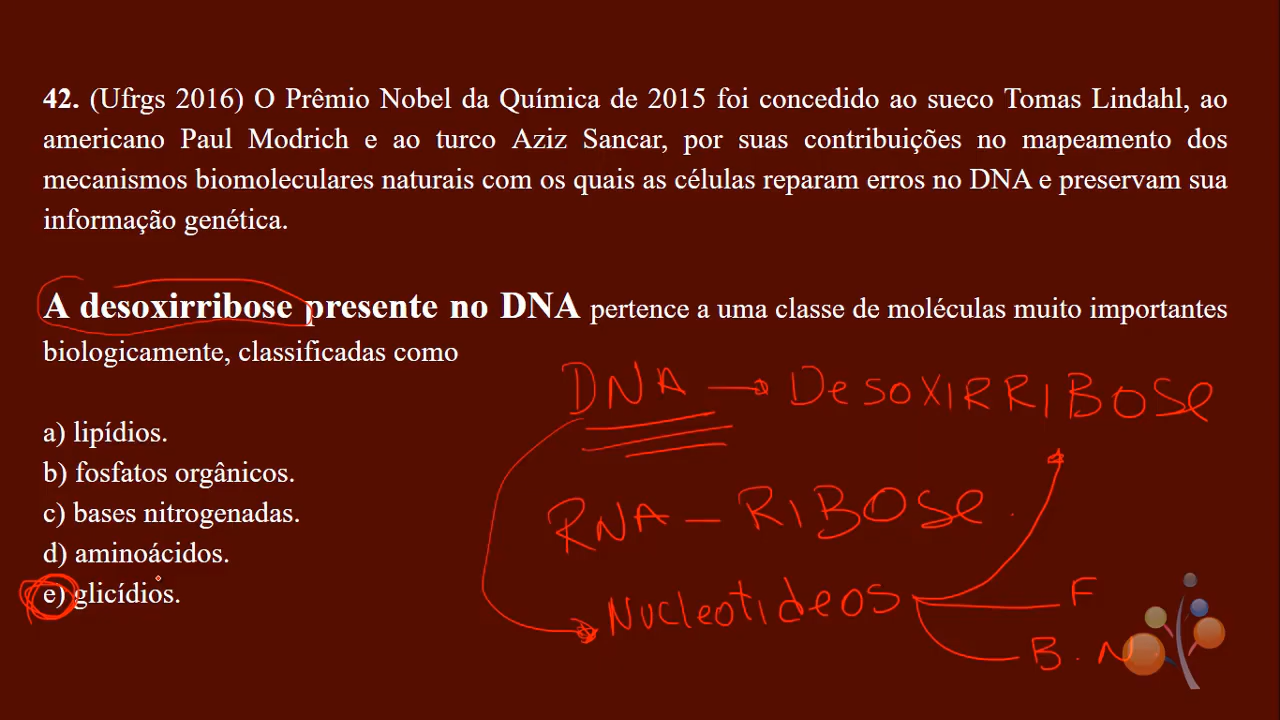 42. (Ufrgs 2016) O Prêmio Nobel da Química de 2015 foi concedido ao sueco Tomas Lindahl, ao
americano Paul Modrich e ao turco Aziz Sancar, por suas contribuições no mapeamento dos
mecanismos biomoleculares naturais com os quais as células reparam erros no DNA e preservam sua
informação genética.
A desoxirribose presente no DNA pertence a uma classe de moléculas muito importantes
biologicamente, classificadas como
a) lipídios.
b) fosfatos orgânicos.
c) bases nitrogenadas.
d) aminoácidos.
e) glicídios.
DNA → DesoxiRRIBOSe
RNA – RIBOSe.
Nucleotideos
F
B.N